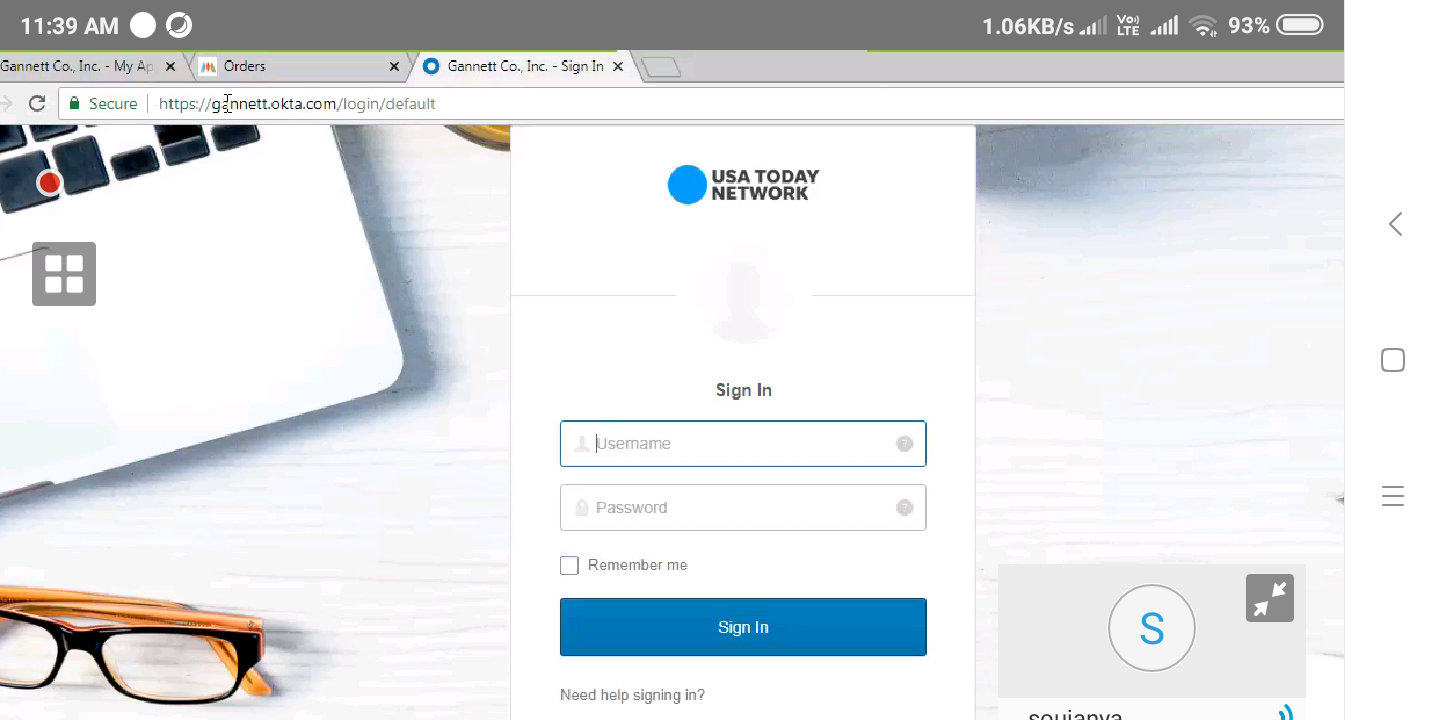 11:39 AM 1.06KB/s Vo)) LTE 93%
Gannett Co., Inc. - My Ap Orders Gannett Co., Inc. - Sign In
Secure https://gannett.okta.com/login/default
USA TODAY
NETWORK
Sign In
Username
Password
Remember me
Sign In
S
Need help signing in?
soujanya